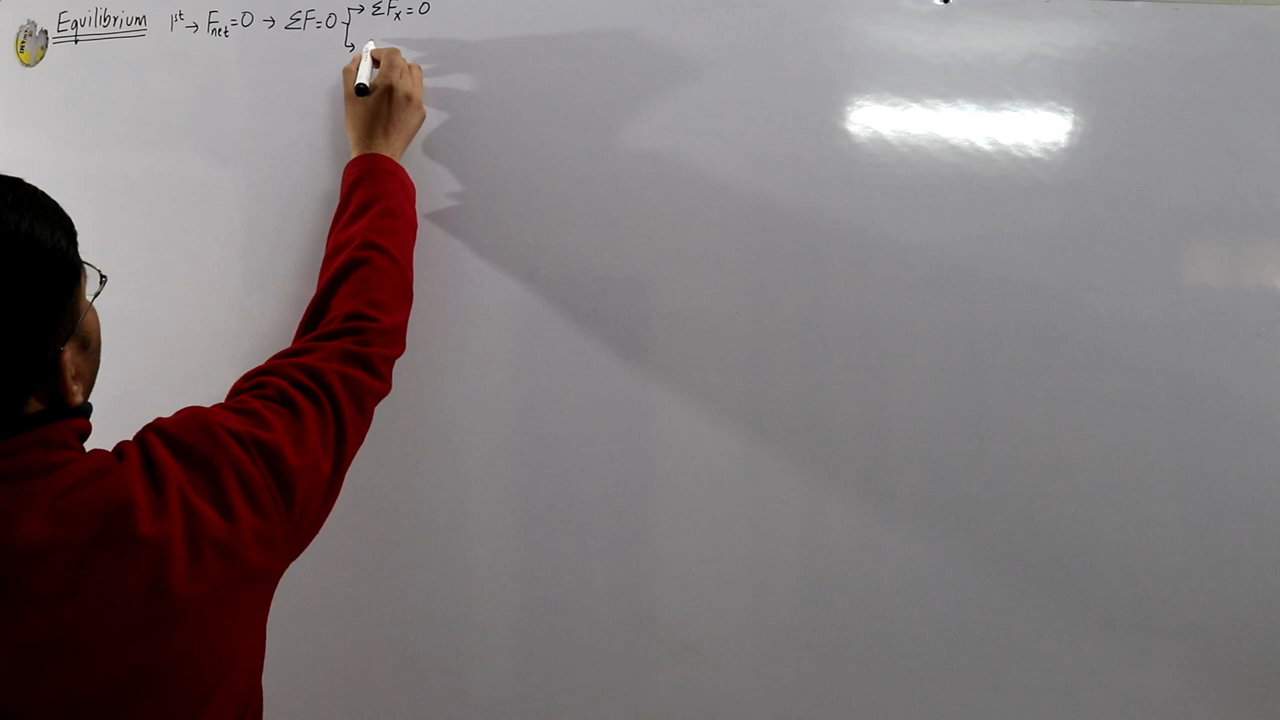 Equilibrium 1st → Fnet=0 → ΣF=0 → ΣFx=0